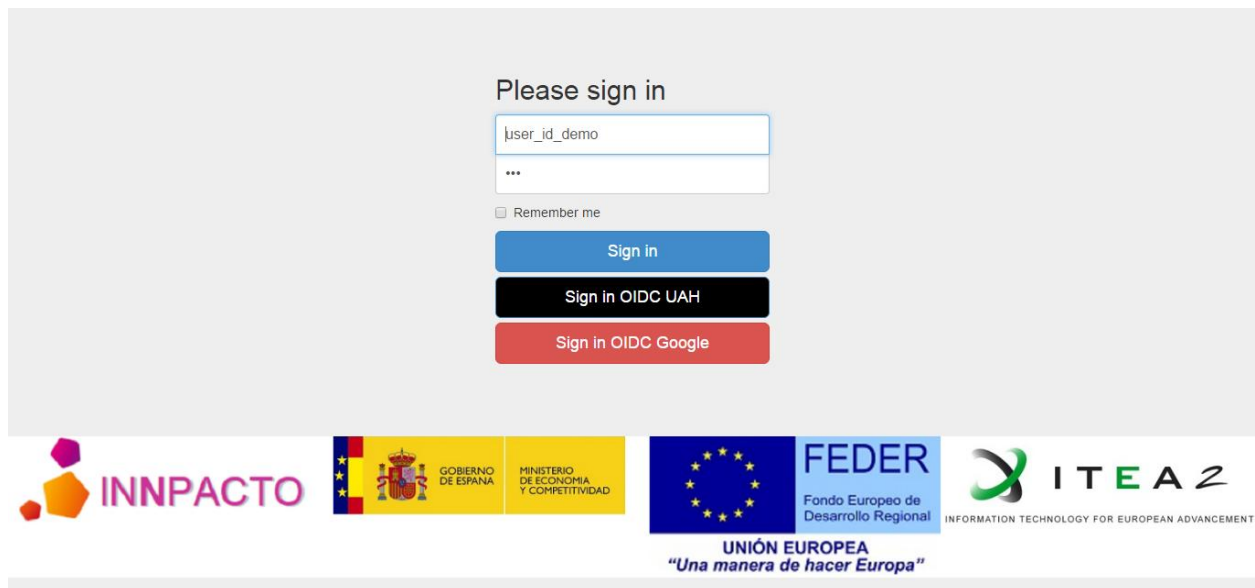 Please sign in
user_id_demo
•••
Remember me
Sign in
Sign in OIDC UAH
Sign in OIDC Google
INNPACTO
GOBIERNO
DE ESPAÑA
MINISTERIO
DE ECONOMIA
Y COMPETITIVIDAD
FEDER
Fondo Europeo de
Desarrollo Regional
UNIÓN EUROPEA
"Una manera de hacer Europa"
ITEA2
INFORMATION TECHNOLOGY FOR EUROPEAN ADVANCEMENT